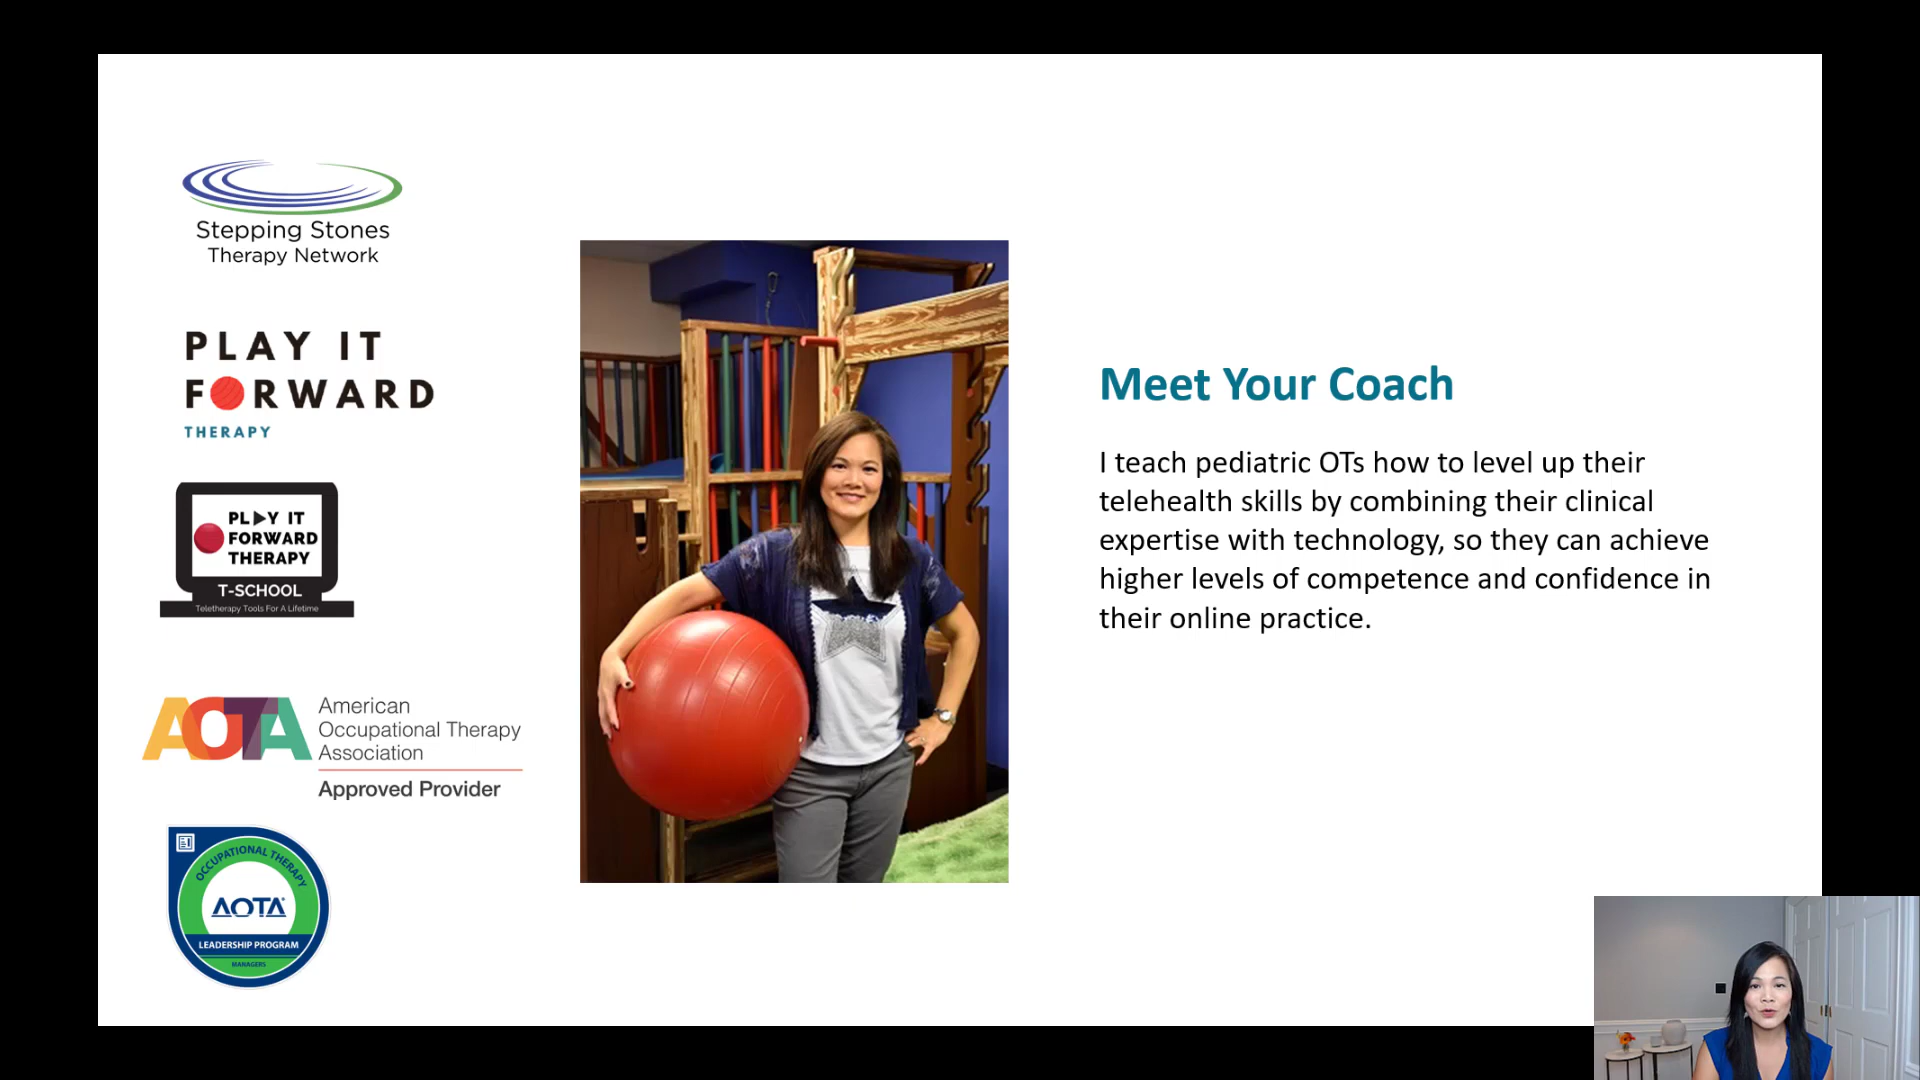 Stepping Stones
Therapy Network
PLAY IT
FORWARD
THERAPY
PLAY IT
FORWARD
THERAPY
T-SCHOOL
Teletherapy Tools For A Lifetime
AOTA
American
Occupational Therapy
Association
Approved Provider
OCCUPATIONAL THERAPY
AOTA
LEADERSHIP PROGRAM
MANAGERS
Meet Your Coach
I teach pediatric OTs how to level up their
telehealth skills by combining their clinical
expertise with technology, so they can achieve
higher levels of competence and confidence in
their online practice.